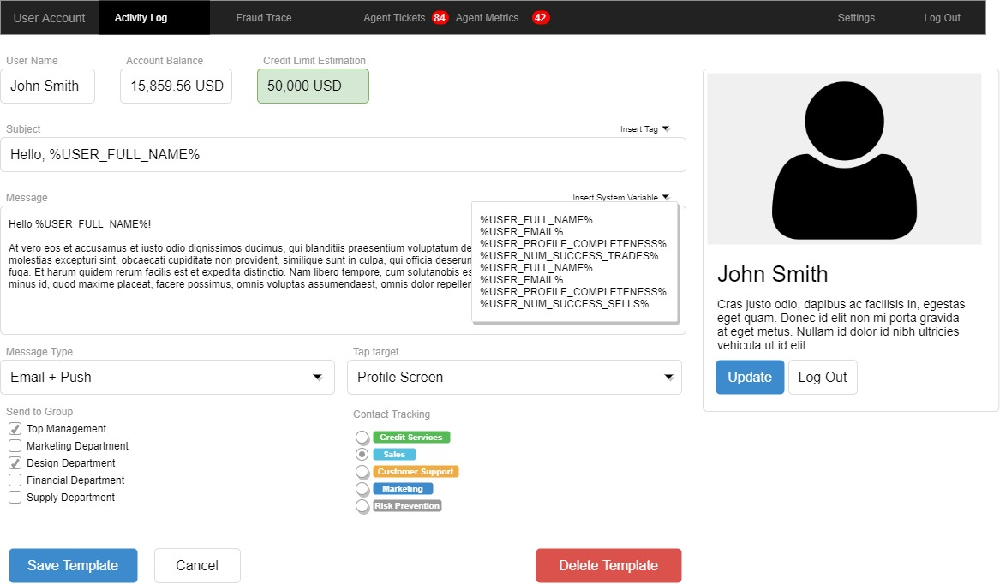 User Account
Activity Log
Fraud Trace
Agent Tickets 84
Agent Metrics 42
Settings
Log Out
User Name
Account Balance
Credit Limit Estimation
John Smith
15,859.56 USD
50,000 USD
Subject
Insert Tag
Hello, %USER_FULL_NAME%
Message
Insert System Variable
Hello %USER_FULL_NAME%!
At vero eos et accusamus et iusto odio dignissimos ducimus, qui blanditiis praesentium voluptatum de
molestias excepturi sint, obcaecati cupiditate non provident, similique sunt in culpa, qui officia deserun
fuga. Et harum quidem rerum facilis est et expedita distinctio. Nam libero tempore, cum solutanobis es
minus id, quod maxime placeat, facere possimus, omnis voluptas assumendaest, omnis dolor repellen
%USER_FULL_NAME%
%USER_EMAIL%
%USER_PROFILE_COMPLETENESS%
%USER_NUM_SUCCESS_TRADES%
%USER_FULL_NAME%
%USER_EMAIL%
%USER_PROFILE_COMPLETENESS%
%USER_NUM_SUCCESS_SELLS%
Message Type
Tap target
Email + Push
Profile Screen
Send to Group
Top Management
Marketing Department
Design Department
Financial Department
Supply Department
Contact Tracking
Credit Services
Sales
Customer Support
Marketing
Risk Prevention
Save Template
Cancel
Delete Template
John Smith
Cras justo odio, dapibus ac facilisis in, egestas
eget quam. Donec id elit non mi porta gravida
at eget metus. Nullam id dolor id nibh ultricies
vehicula ut id elit.
Update
Log Out